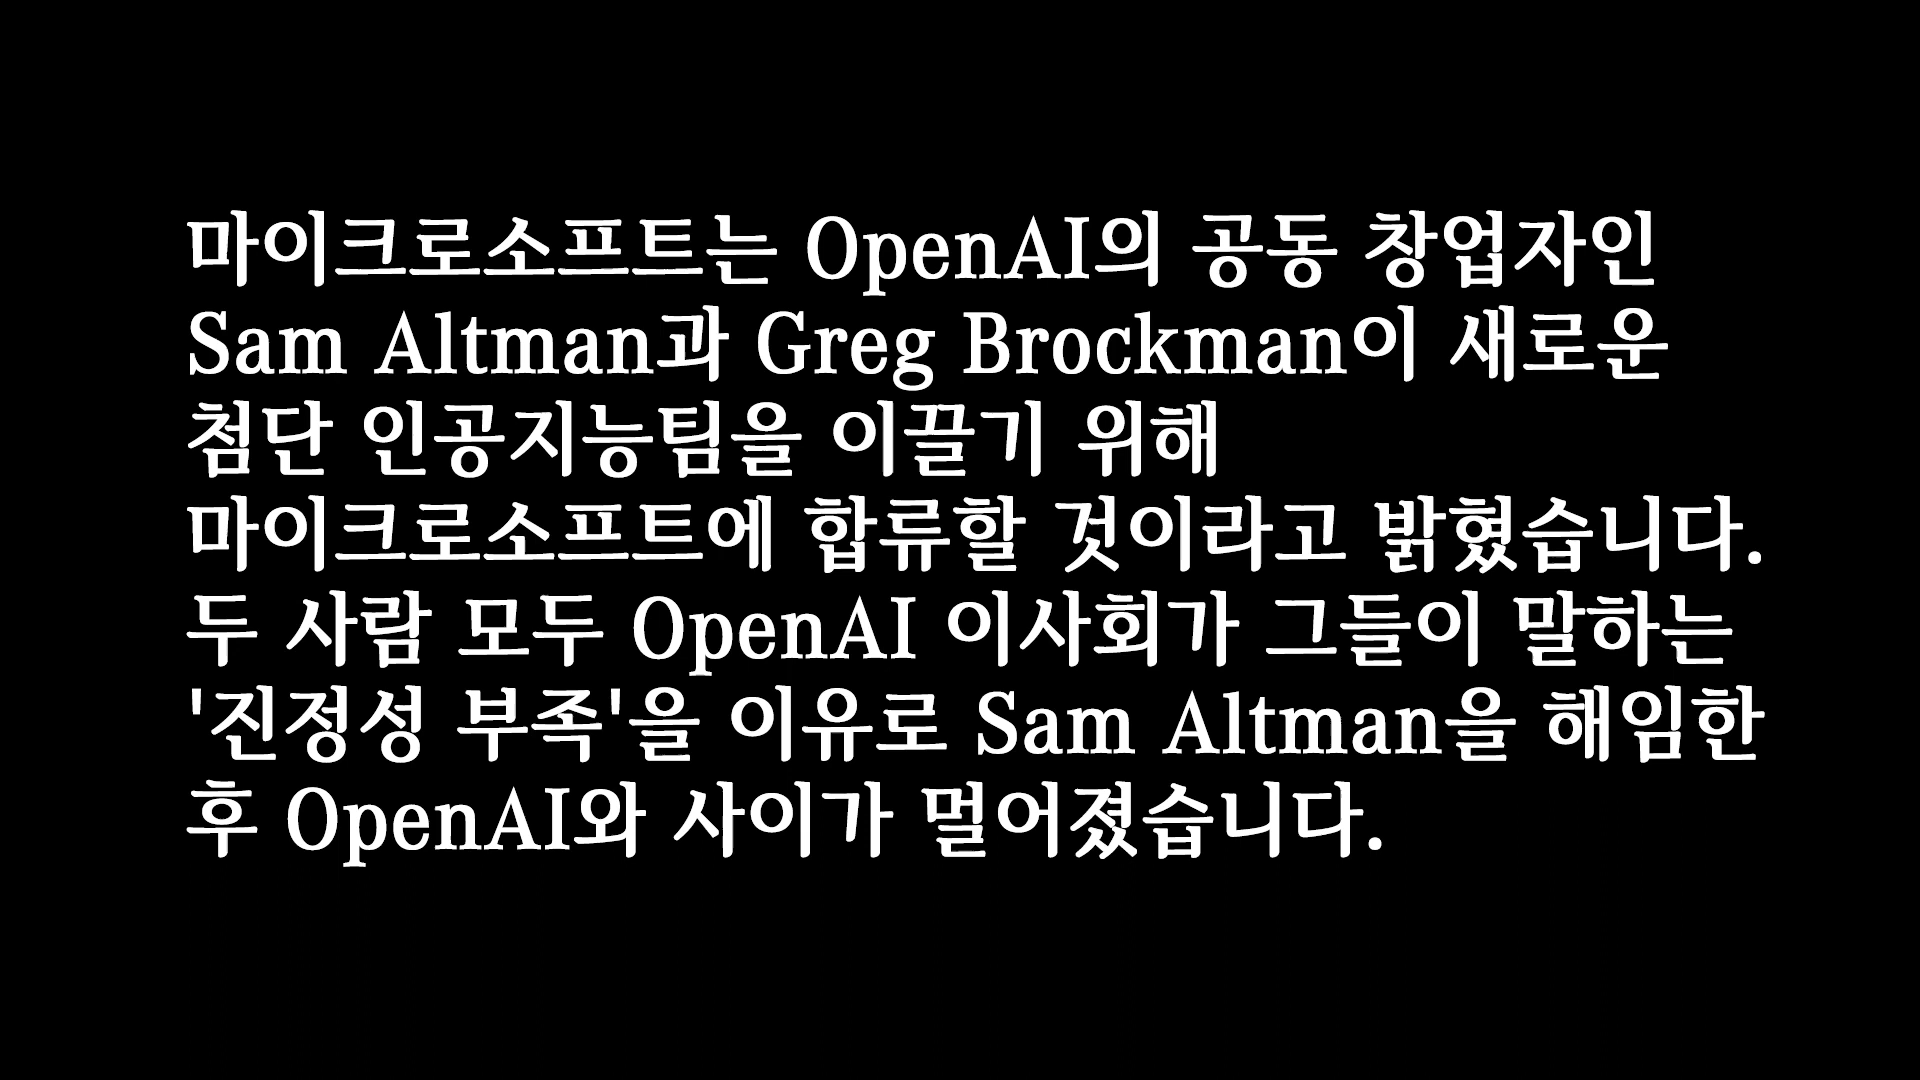 마이크로소프트는 OpenAI의 공동 창업자인
Sam Altman과 Greg Brockman이 새로운
첨단 인공지능팀을 이끌기 위해
마이크로소프트에 합류할 것이라고 밝혔습니다.
두 사람 모두 OpenAI 이사회가 그들이 말하는
'진정성 부족'을 이유로 Sam Altman을 해임한
후 OpenAI와 사이가 멀어졌습니다.